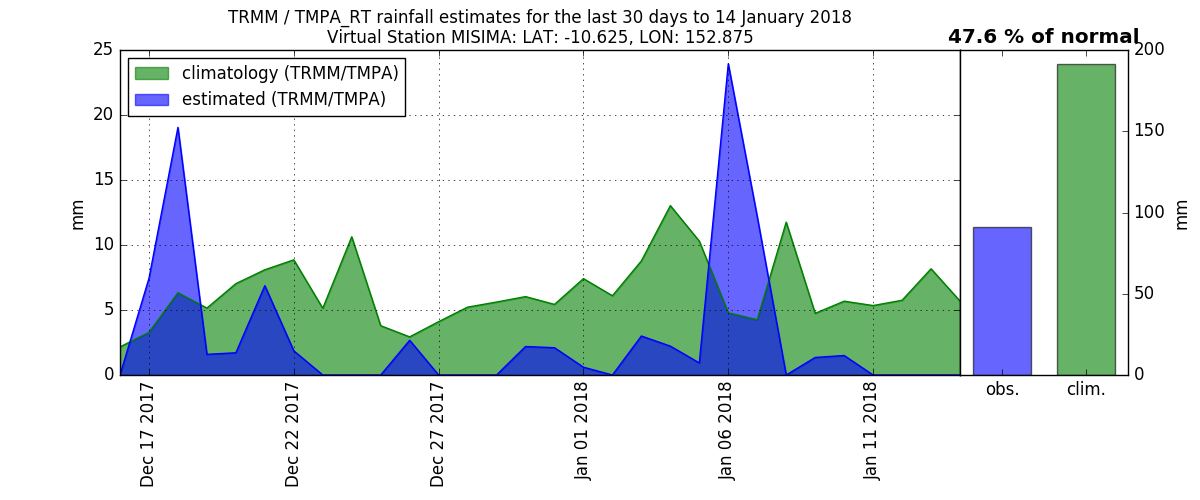 TRMM / TMPA_RT rainfall estimates for the last 30 days to 14 January 2018
Virtual Station MISIMA: LAT: -10.625, LON: 152.875
47.6 % of normal
climatology (TRMM/TMPA)
estimated (TRMM/TMPA)
25
20
15
10
5
0
mm
200
150
100
50
0
mm
Dec 17 2017
Dec 22 2017
Dec 27 2017
Jan 01 2018
Jan 06 2018
Jan 11 2018
obs.
clim.